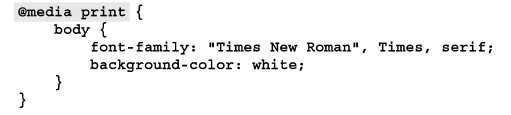 @media print {
    body {
        font-family: "Times New Roman", Times, serif;
        background-color: white;
    }
}